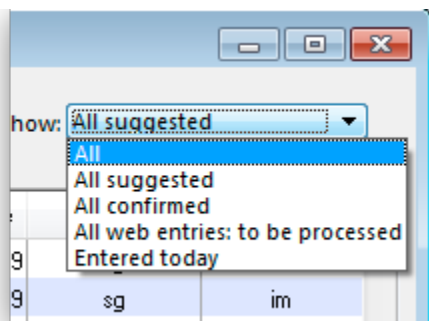 how: All suggested
All
All suggested
All confirmed
All web entries: to be processed
Entered today
9
9 sg im